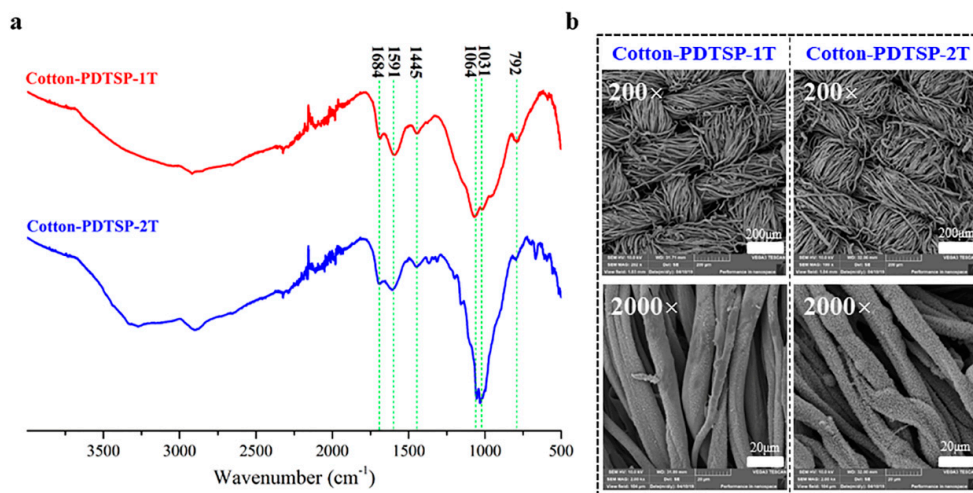 a
b
1684
1591
1445
1064
1031
792
Cotton-PDTSP-1T
Cotton-PDTSP-2T
3500 3000 2500 2000 1500 1000 500
Wavenumber (cm⁻¹)
Cotton-PDTSP-1T Cotton-PDTSP-2T
200× 200×
200μm 200μm
2000× 2000×
20μm 20μm